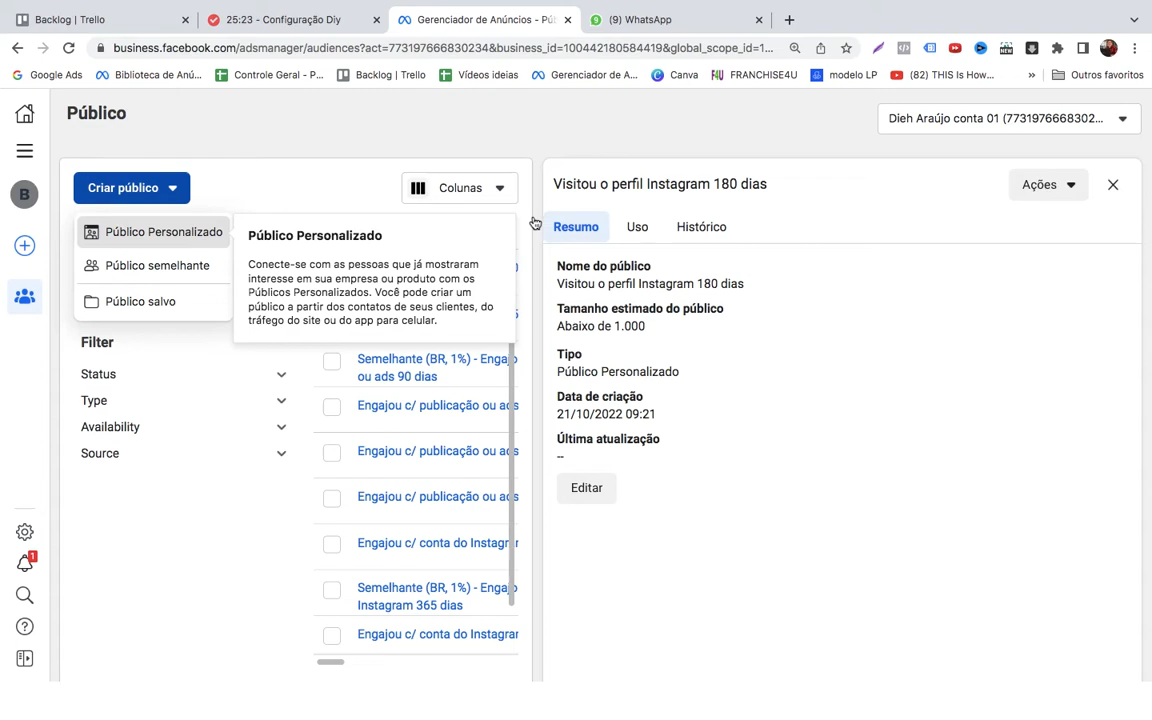 Backlog | Trello
25:23 - Configuração Diy
Gerenciador de Anúncios - Púb
(9) WhatsApp
business.facebook.com/adsmanager/audiences?act=773197666830234&business_id=100442180584419&global_scope_id=1...
Google Ads
Biblioteca de Anú...
Controle Geral - P...
Backlog | Trello
Vídeos ideias
Gerenciador de A...
Canva
FRANCHISE4U
modelo LP
(82) THIS Is How...
»
Outros favoritos
Público
Dieh Araújo conta 01 (7731976668302...
Criar público
Colunas
Público Personalizado
Público semelhante
Público salvo
Público Personalizado
Conecte-se com as pessoas que já mostraram
interesse em sua empresa ou produto com os
Públicos Personalizados. Você pode criar um
público a partir dos contatos de seus clientes, do
tráfego do site ou do app para celular.
Filter
Status
Type
Availability
Source
Semelhante (BR, 1%) - Engajo
ou ads 90 dias
Engajou c/ publicação ou ads
Engajou c/ publicação ou ads
Engajou c/ publicação ou ads
Engajou c/ conta do Instagr
Semelhante (BR, 1%) - Engajo
Instagram 365 dias
Engajou c/ conta do Instagra
Visitou o perfil Instagram 180 dias
Ações
Resumo
Uso
Histórico
Nome do público
Visitou o perfil Instagram 180 dias
Tamanho estimado do público
Abaixo de 1.000
Tipo
Público Personalizado
Data de criação
21/10/2022 09:21
Última atualização
--
Editar
B
1